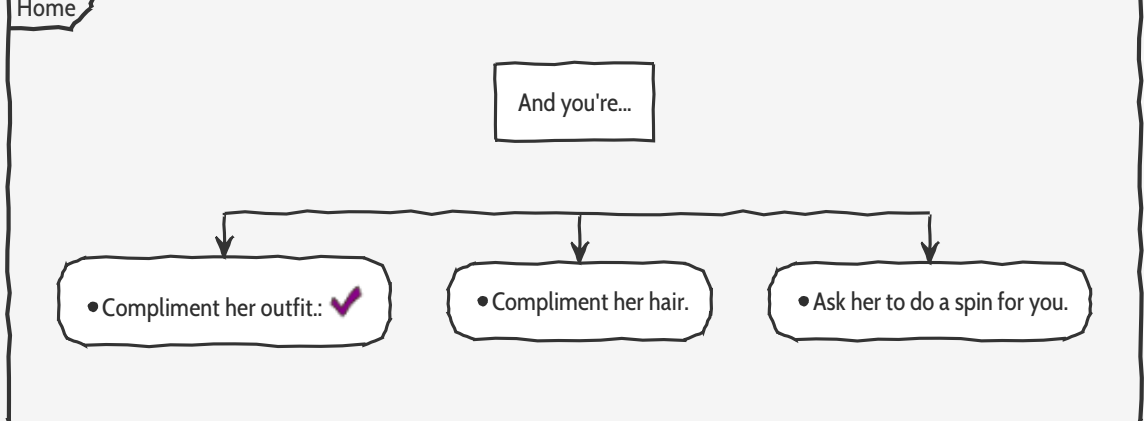 Home
And you're...
•Compliment her outfit.: ✔
•Compliment her hair.
•Ask her to do a spin for you.